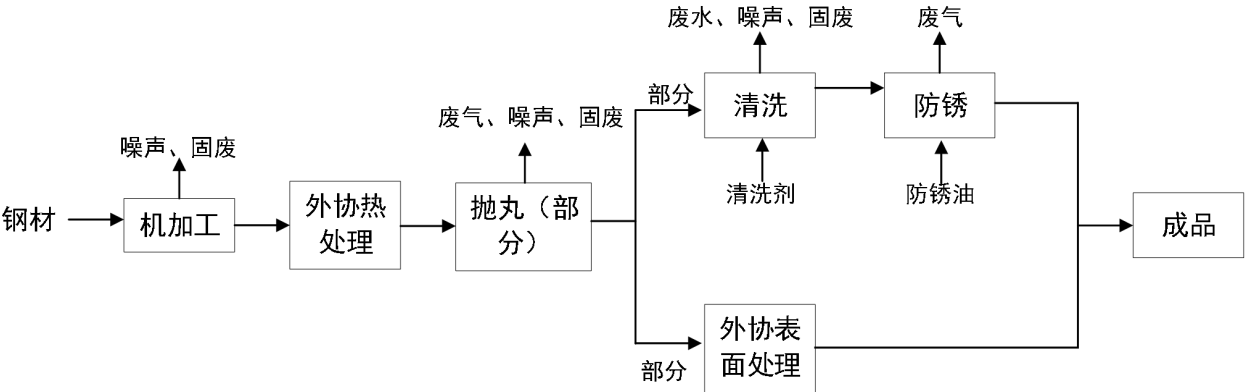 废水、噪声、固废
废气
部分
清洗
防锈
废气、噪声、固废
噪声、固废
清洗剂
防锈油
钢材
机加工
外协热
处理
抛丸（部
分）
成品
外协表
面处理
部分